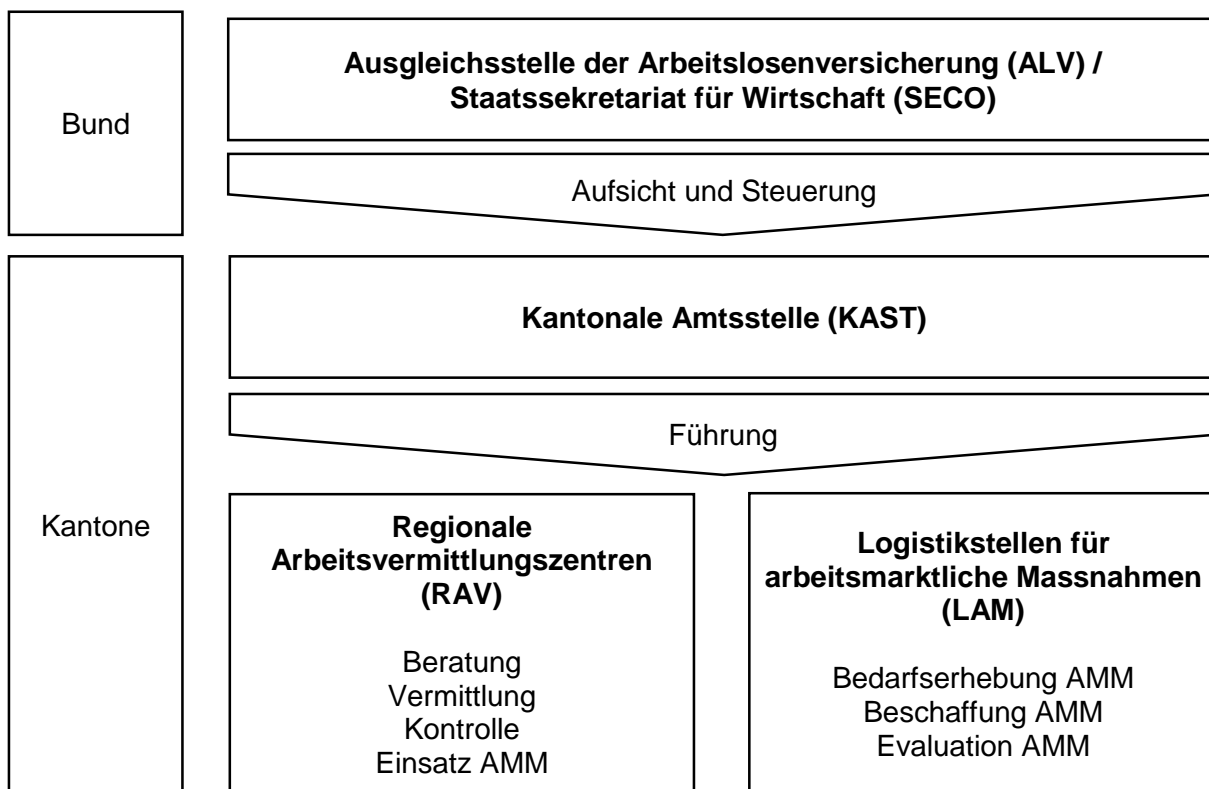 Bund
Ausgleichsstelle der Arbeitslosenversicherung (ALV) /
Staatssekretariat für Wirtschaft (SECO)
Aufsicht und Steuerung
Kantone
Kantonale Amtsstelle (KAST)
Führung
Regionale
Arbeitsvermittlungszentren
(RAV)
Beratung
Vermittlung
Kontrolle
Einsatz AMM
Logistikstellen für
arbeitsmarktliche Massnahmen
(LAM)
Bedarfserhebung AMM
Beschaffung AMM
Evaluation AMM